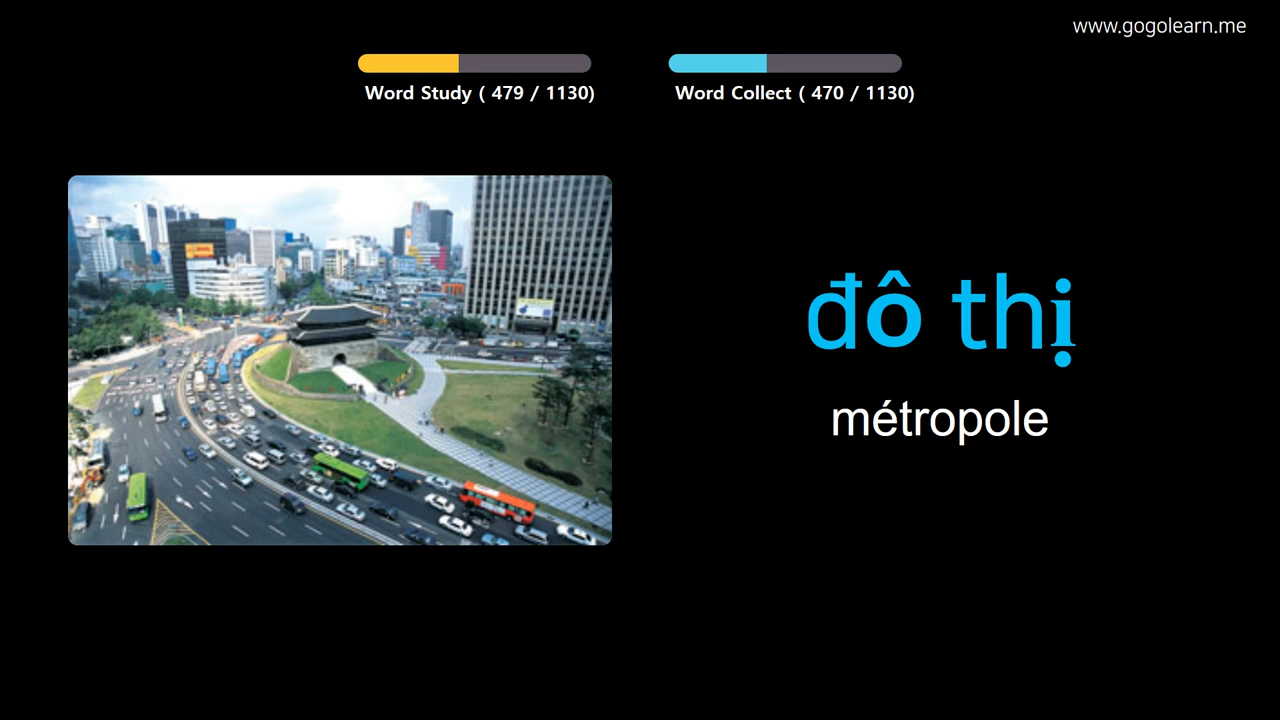 www.gogolearn.me
Word Study ( 479 / 1130)
Word Collect ( 470 / 1130)
đô thị
métropole